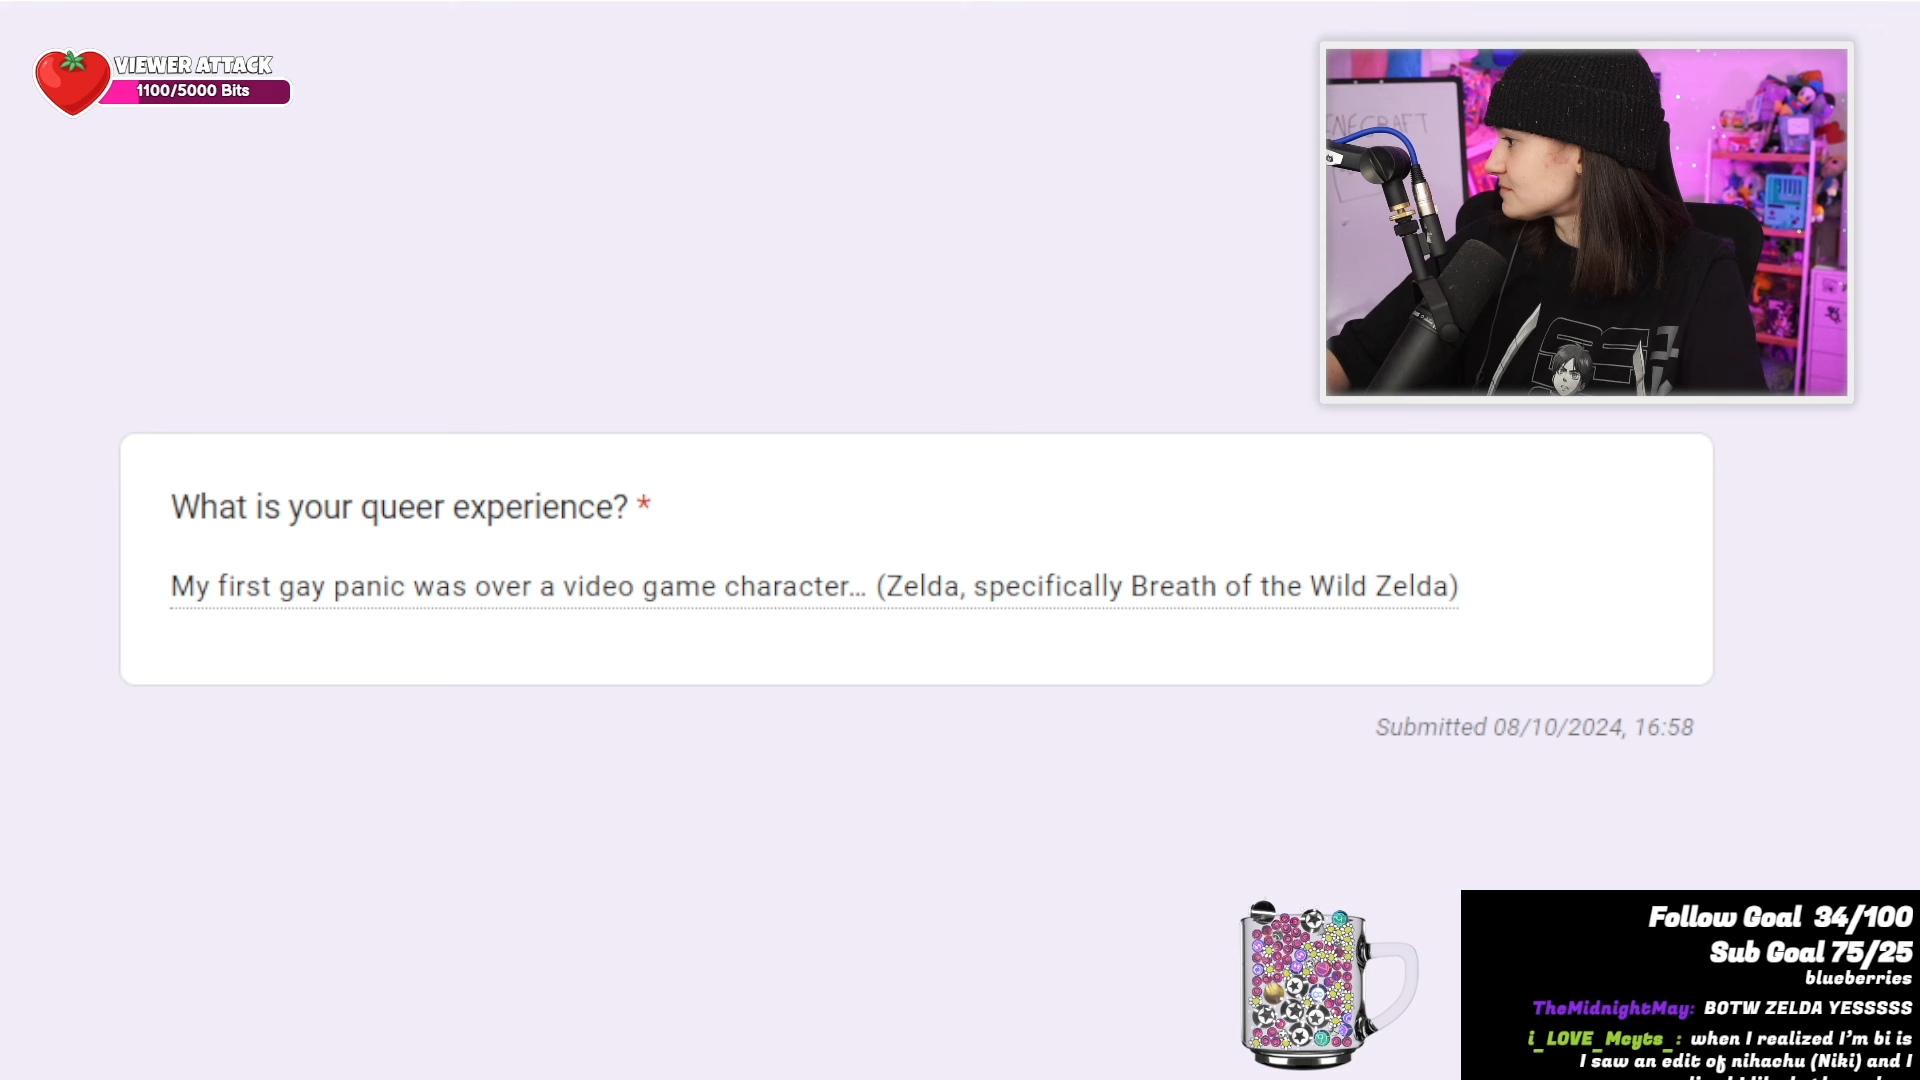 VIEWER ATTACK
1100/5000 Bits
NECRAFT
What is your queer experience? *
My first gay panic was over a video game character... (Zelda, specifically Breath of the Wild Zelda)
Submitted 08/10/2024, 16:58
Follow Goal 34/100
Sub Goal 75/25
blueberries
TheMidnightMay: BOTW ZELDA YESSSSS
i_LOVE_Mcyts_: when I realized I'm bi is
I saw an edit of nihachu (Niki) and I